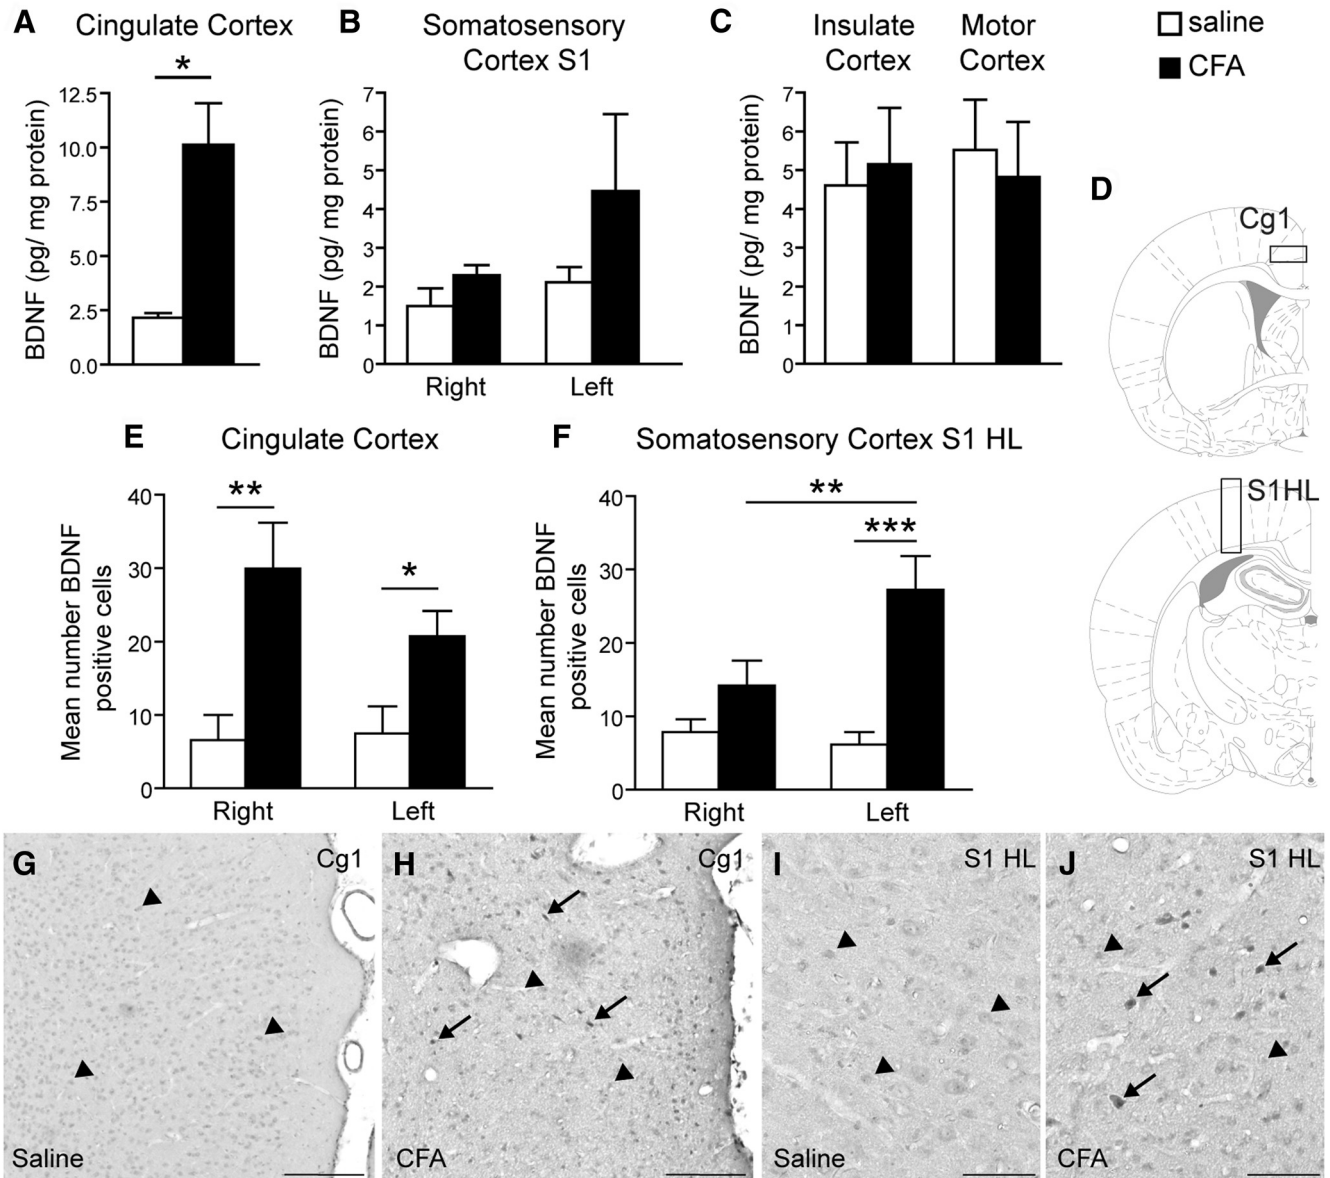 A
Cingulate Cortex
*
BDNF (pg/ mg protein)
12.5
10.0
7.5
5.0
2.5
0.0
B
Somatosensory
Cortex S1
BDNF (pg/ mg protein)
7
6
5
4
3
2
1
0
Right
Left
C
Insulate
Cortex
Motor
Cortex
BDNF (pg/ mg protein)
7
6
5
4
3
2
1
0
saline
CFA
D
Cg1
S1HL
E
Cingulate Cortex
**
*
Mean number BDNF
positive cells
40
30
20
10
0
Right
Left
F
Somatosensory Cortex S1 HL
**
***
Mean number BDNF
positive cells
40
30
20
10
0
Right
Left
G
Cg1
Saline
H
Cg1
CFA
I
S1 HL
Saline
J
S1 HL
CFA